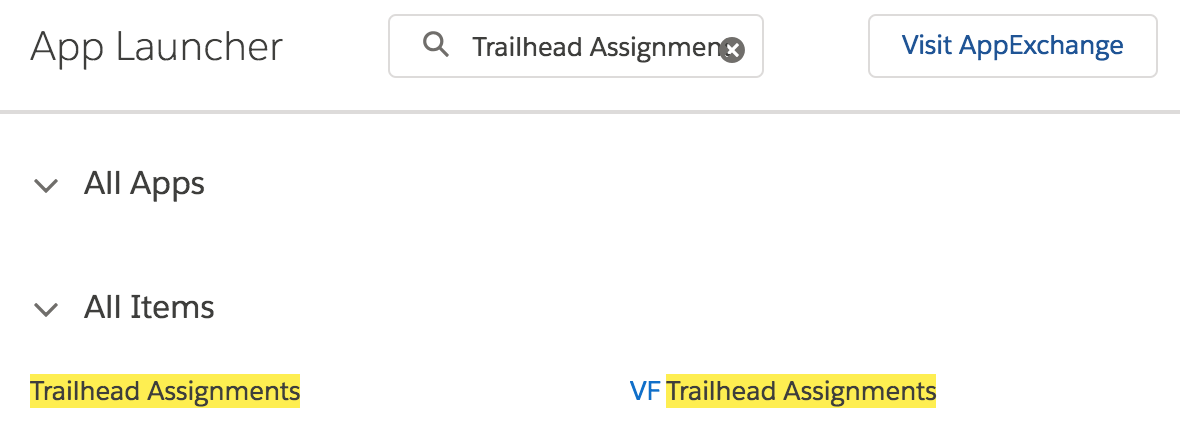 App Launcher
Trailhead Assignmen
Visit AppExchange
All Apps
All Items
Trailhead Assignments
VF Trailhead Assignments